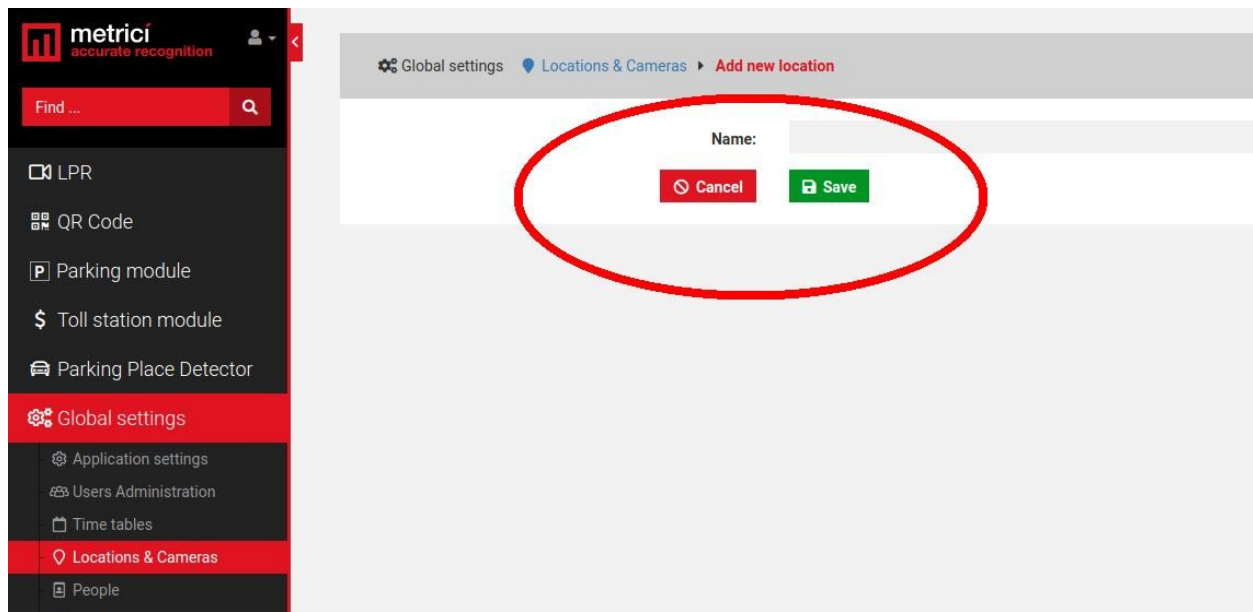 metrici
accurate recognition
Find ...
LPR
QR Code
P Parking module
$ Toll station module
Parking Place Detector
Global settings
Application settings
Users Administration
Time tables
Locations & Cameras
People
Global settings Locations & Cameras Add new location
Name:
Cancel Save